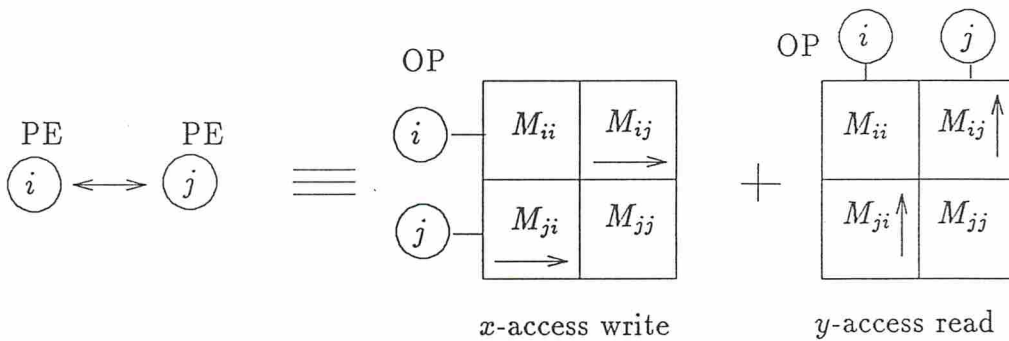 PE PE
i j
OP
i M_ii M_ij
j M_ji M_jj
x-access write
OP i j
M_ii M_ij
M_ji M_jj
y-access read